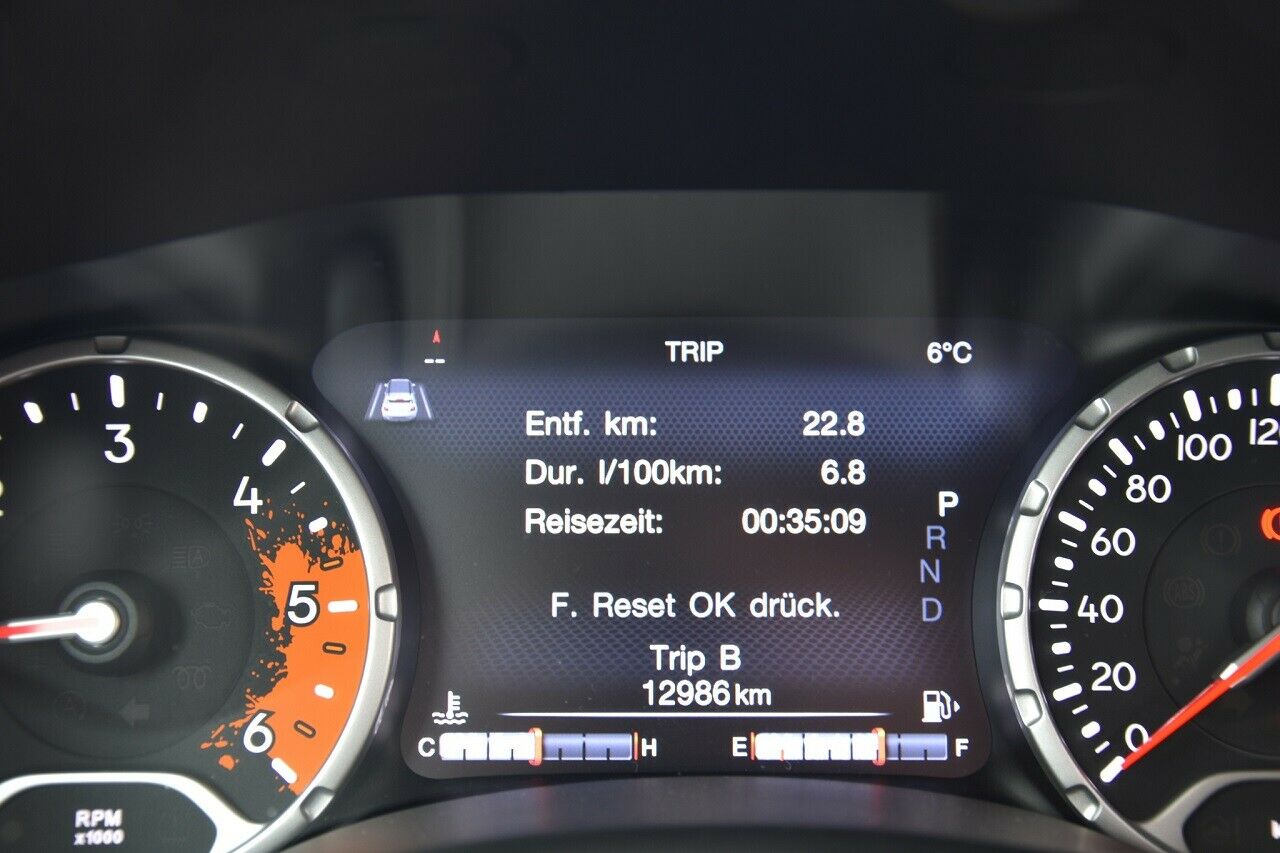 --
TRIP
6°C
Entf. km: 22.8
Dur. l/100km: 6.8
Reisezeit: 00:35:09
P
R
N
D
F. Reset OK drück.
Trip B
12986 km
C H
E F
3
4
5
6
RPM
x1000
0
20
40
60
80
100